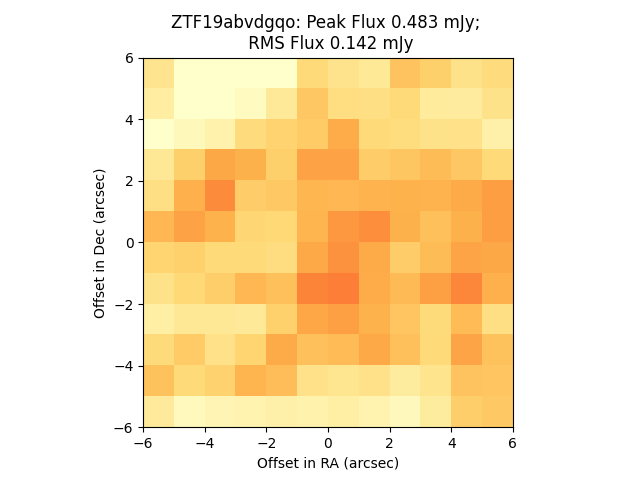 ZTF19abvdgqo: Peak Flux 0.483 mJy;
RMS Flux 0.142 mJy
6
4
2
0
−2
−4
−6
Offset in Dec (arcsec)
−6 −4 −2 0 2 4 6
Offset in RA (arcsec)